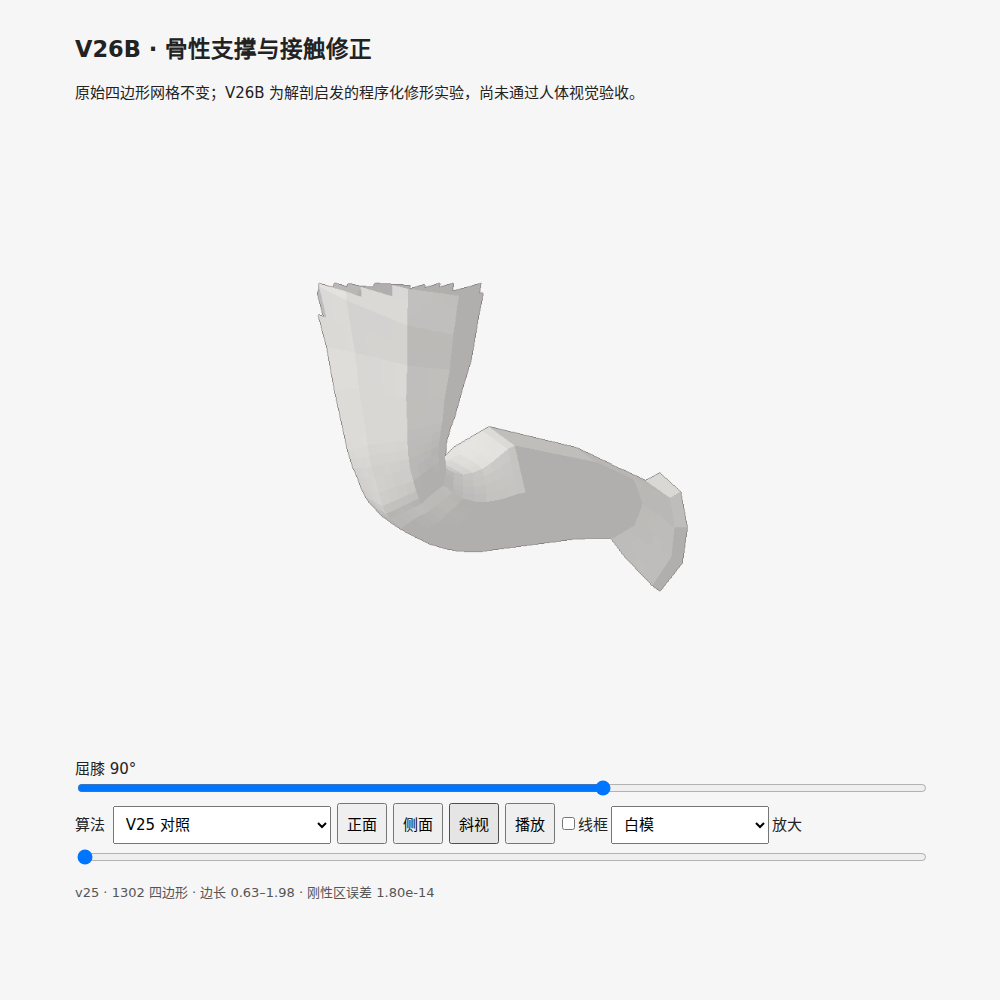 V26B · 骨性支撑与接触修正
原始四边形网格不变；V26B 为解剖启发的程序化修形实验，尚未通过人体视觉验收。
屈膝 90°
算法 V25 对照 正面 侧面 斜视 播放 线框 白模 放大
v25 · 1302 四边形 · 边长 0.63–1.98 · 刚性区误差 1.80e-14